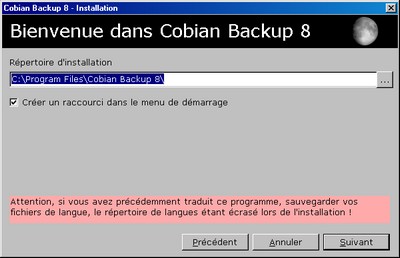 Cobian Backup 8 - Installation
Bienvenue dans Cobian Backup 8
Répertoire d'installation
C:\Program Files\Cobian Backup 8\
...
Créer un raccourci dans le menu de démarrage
Attention, si vous avez précédemment traduit ce programme, sauvegarder vos
fichiers de langue, le répertoire de langues étant écrasé lors de l'installation !
Précédent
Annuler
Suivant